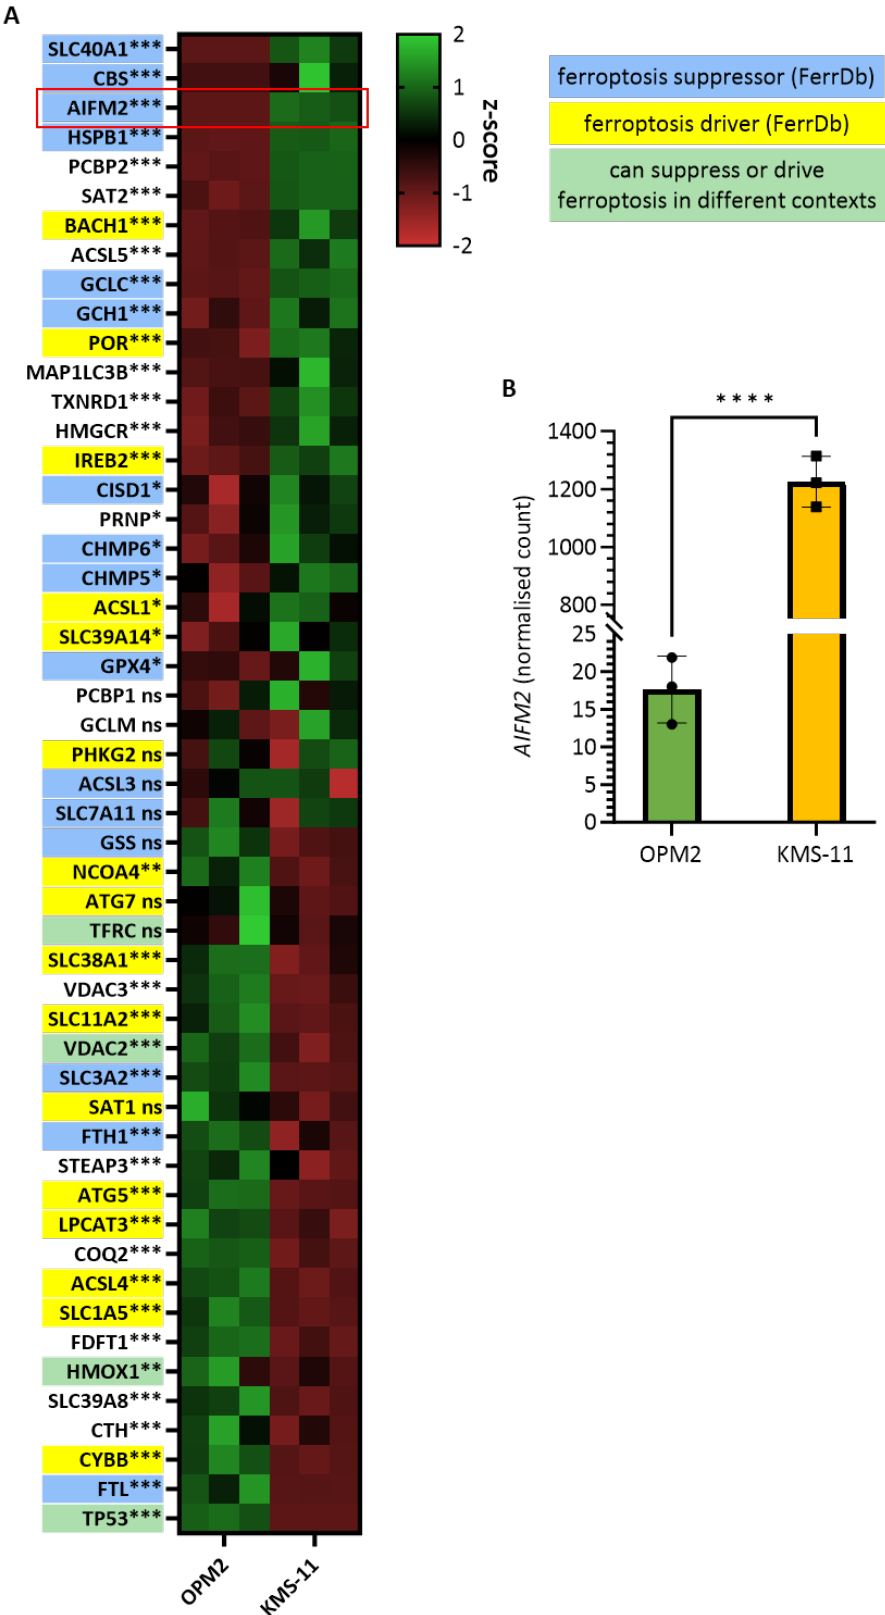 A
SLC40A1***
CBS***
AIFM2***
HSPB1***
PCBP2***
SAT2***
BACH1***
ACSL5***
GCLC***
GCH1***
POR***
MAP1LC3B***
TXNRD1***
HMGCR***
IREB2***
CISD1*
PRNP*
CHMP6*
CHMP5*
ACSL1*
SLC39A14*
GPX4*
PCBP1 ns
GCLM ns
PHKG2 ns
ACSL3 ns
SLC7A11 ns
GSS ns
NCOA4**
ATG7 ns
TFRC ns
SLC38A1***
VDAC3***
SLC11A2***
VDAC2***
SLC3A2***
SAT1 ns
FTH1***
STEAP3***
ATG5***
LPCAT3***
COQ2***
ACSL4***
SLC1A5***
FDFT1***
HMOX1**
SLC39A8***
CTH***
CYBB***
FTL***
TP53***
OPM2
KMS-11
2
1
0
-1
-2
z-score
ferroptosis suppressor (FerrDb)
ferroptosis driver (FerrDb)
can suppress or drive
ferroptosis in different contexts
B
****
1400
1200
1000
800
25
20
15
10
5
0
AIFM2 (normalised count)
OPM2
KMS-11